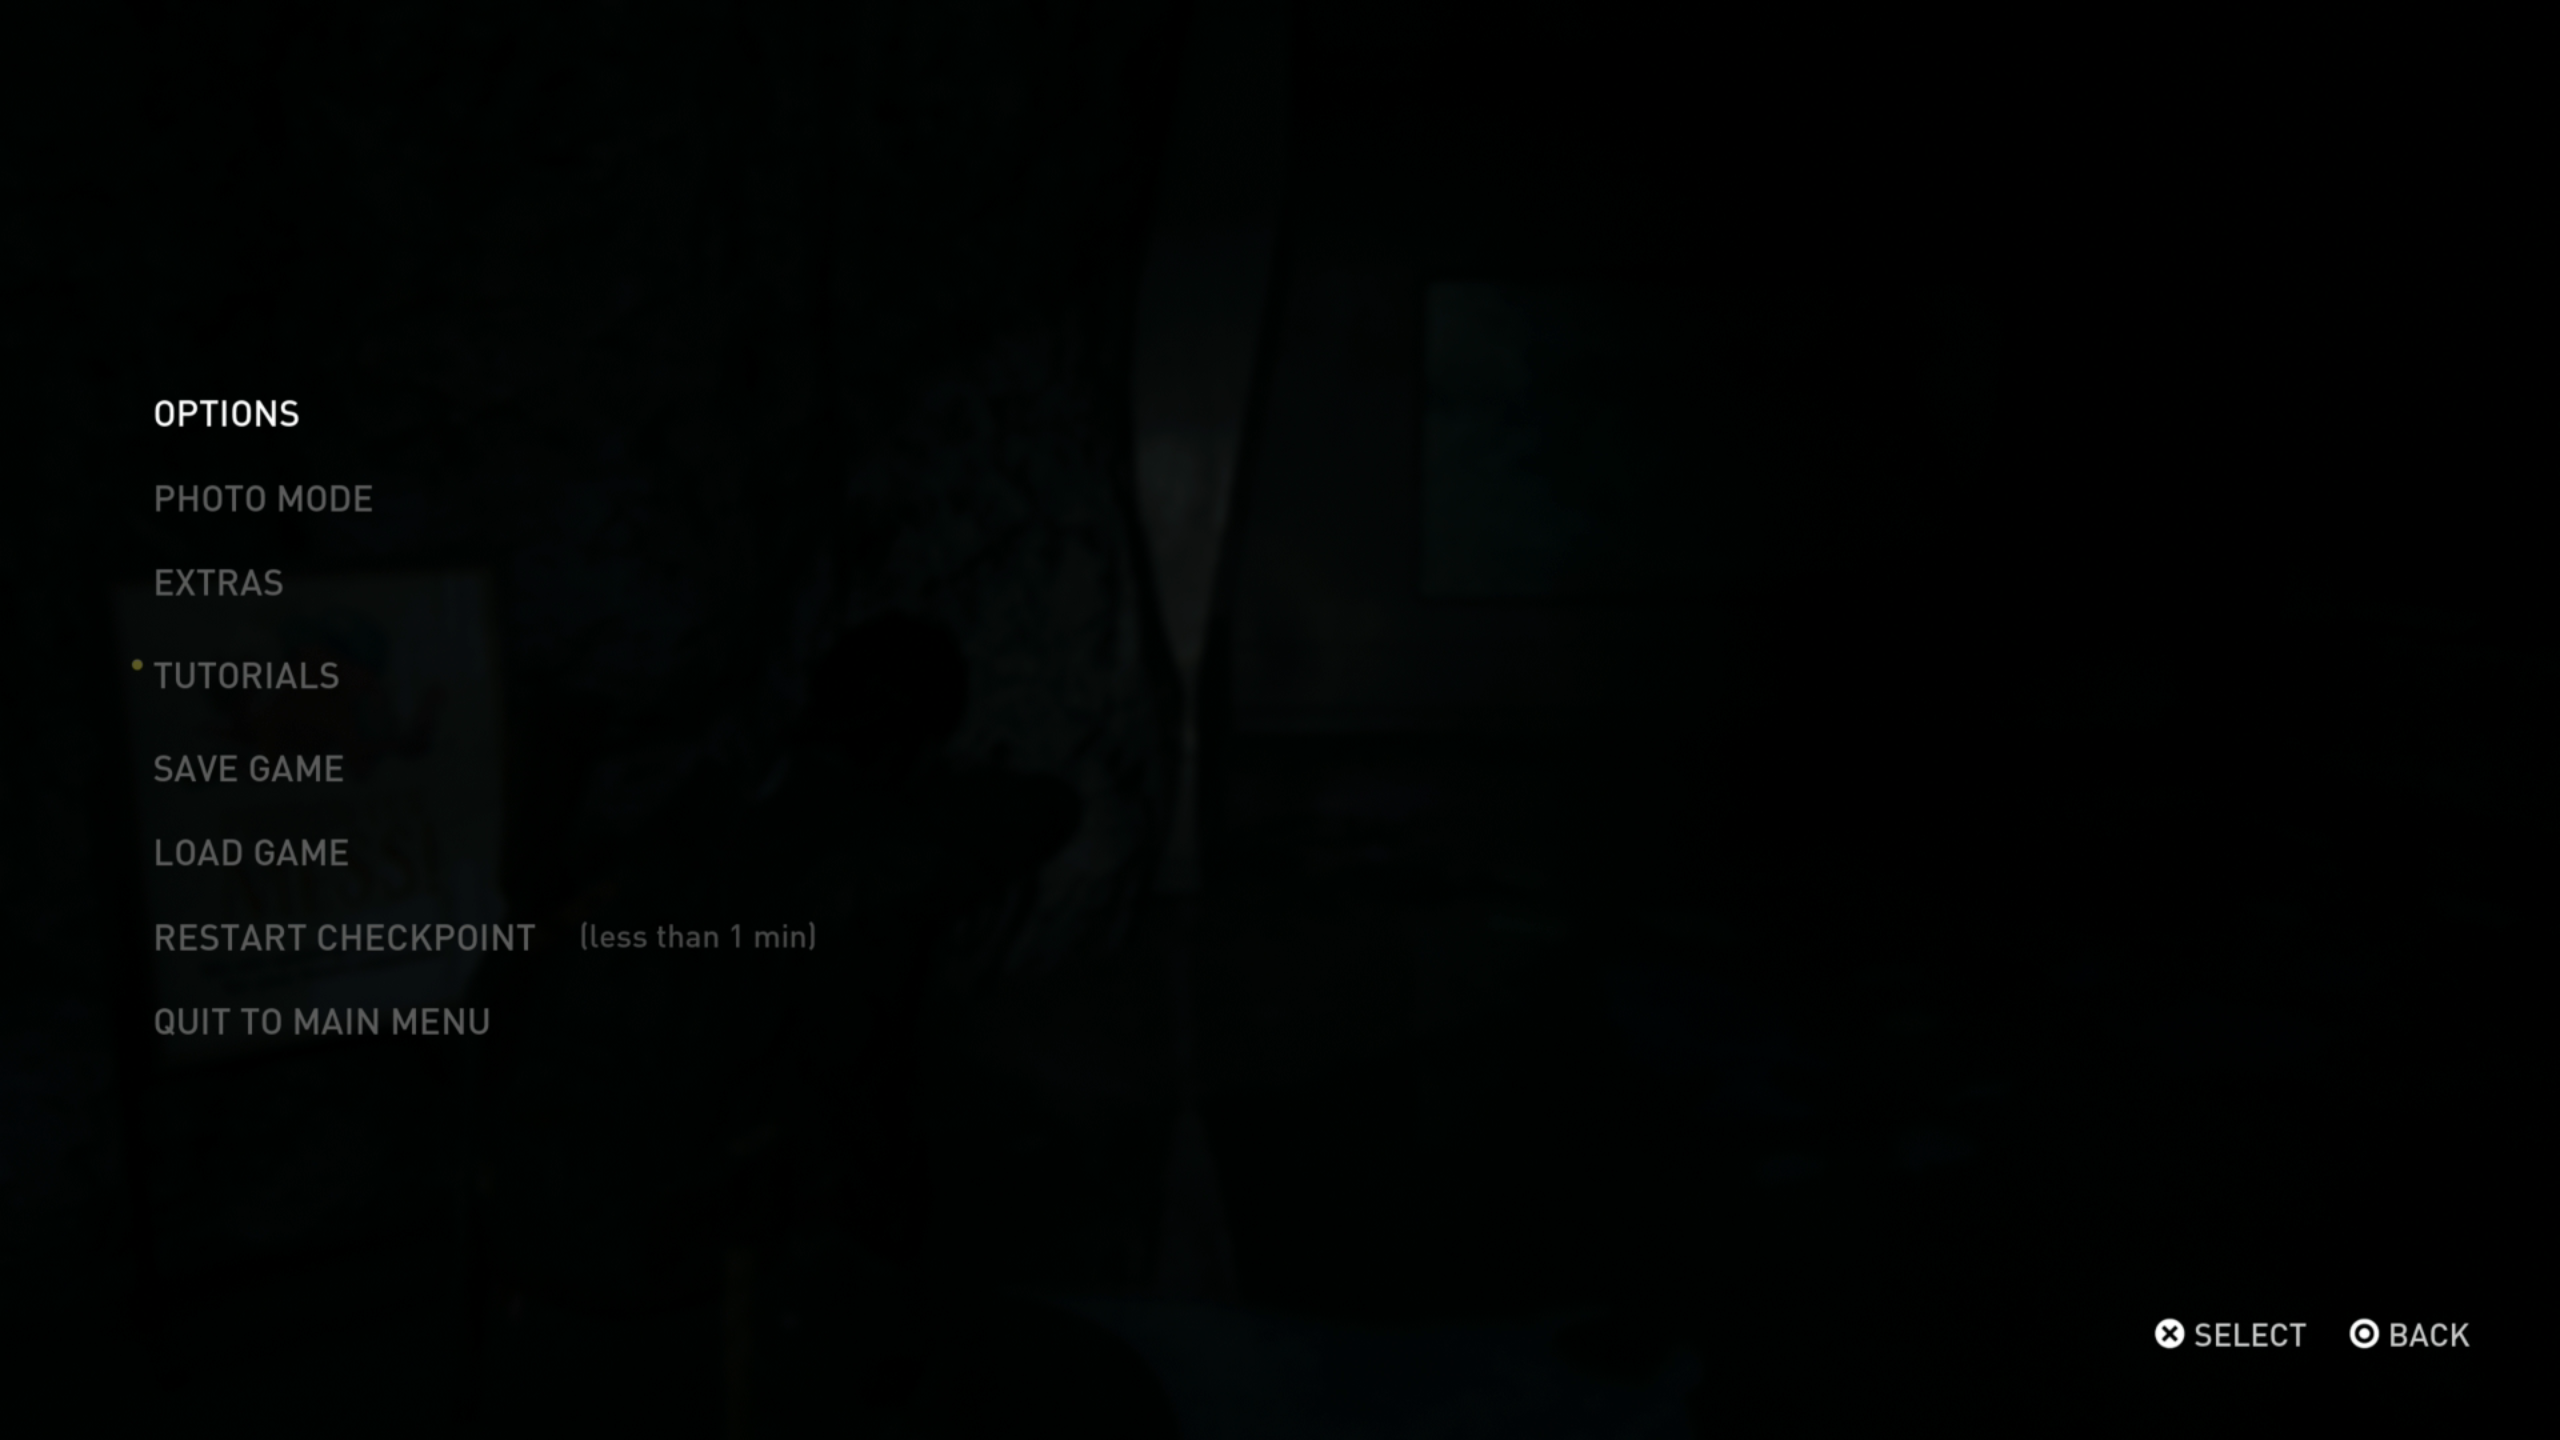 OPTIONS
PHOTO MODE
EXTRAS
TUTORIALS
SAVE GAME
LOAD GAME
RESTART CHECKPOINT (less than 1 min)
QUIT TO MAIN MENU
SELECT BACK